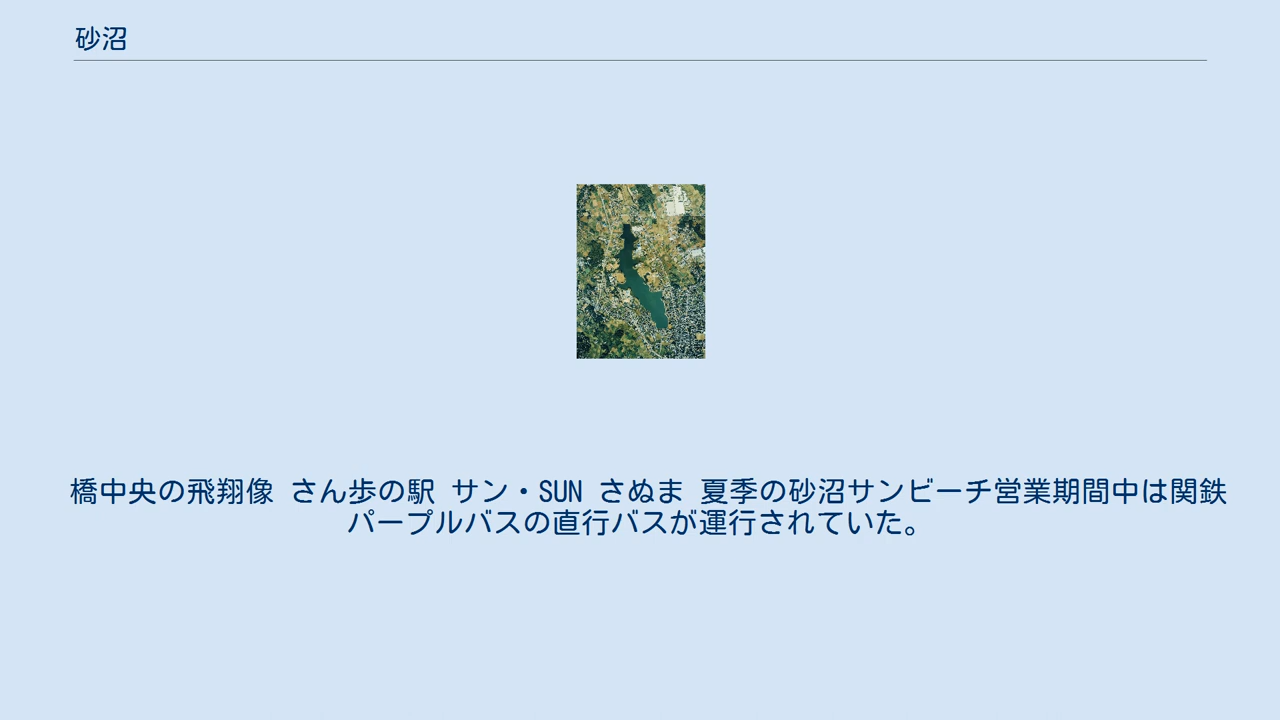 砂沼
橋中央の飛翔像 さん歩の駅 サン・SUN さぬま 夏季の砂沼サンビーチ営業期間中は関鉄
パープルバスの直行バスが運行されていた。